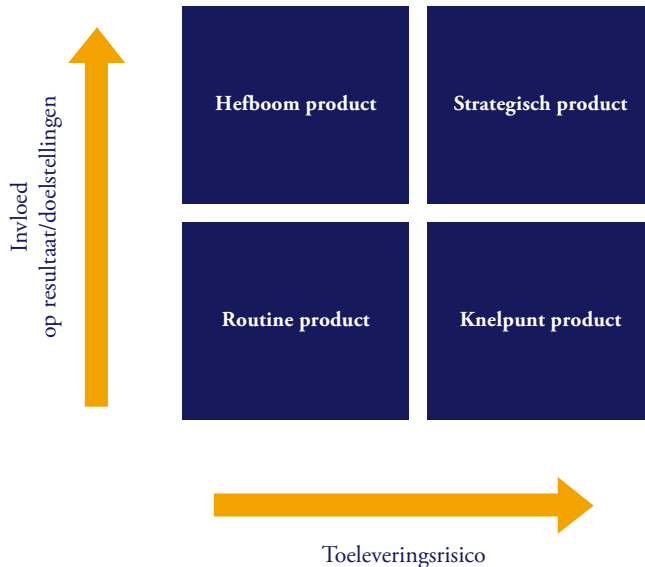 Hefboom product
Strategisch product
Invloed
op resultaat/doelstellingen
Routine product
Knelpunt product
Toeleveringsrisico